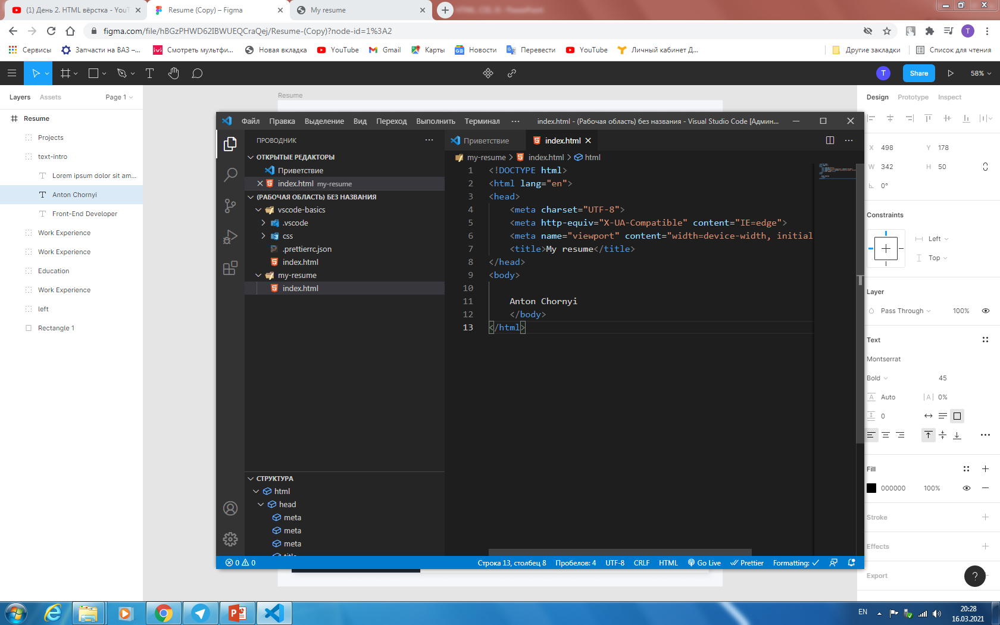 (1) День 2. HTML вёрстка - YouT
Resume (Copy) – Figma
My resume
figma.com/file/hBGzPHWD62IBWUEQCraQej/Resume-(Copy)?node-id=1%3A2
T
Сервисы
Запчасти на ВАЗ –...
Смотреть мультфи...
Новая вкладка
YouTube
Gmail
Карты
Новости
Перевести
YouTube
Личный кабинет Д...
Другие закладки
Список для чтения
T
Share
58%
Layers
Assets
Page 1
Resume
Projects
text-intro
Lorem ipsum dolor sit am...
Anton Chornyi
Front-End Developer
Work Experience
Work Experience
Education
Work Experience
left
Rectangle 1
Resume
Файл
Правка
Выделение
Вид
Переход
Выполнить
Терминал
···
index.html - (Рабочая область) без названия - Visual Studio Code [Админ...
ПРОВОДНИК
ОТКРЫТЫЕ РЕДАКТОРЫ
Приветствие
index.html my-resume
(РАБОЧАЯ ОБЛАСТЬ) БЕЗ НАЗВАНИЯ
vscode-basics
.vscode
css
.prettierrc.json
index.html
my-resume
index.html
СТРУКТУРА
html
head
meta
meta
meta
title
Приветствие
index.html
my-resume > index.html > html
1 <!DOCTYPE html>
2 <html lang="en">
3 <head>
4 <meta charset="UTF-8">
5 <meta http-equiv="X-UA-Compatible" content="IE=edge">
6 <meta name="viewport" content="width=device-width, initial
7 <title>My resume</title>
8 </head>
9 <body>
10
11 Anton Chornyi
12 </body>
13 </html>
0 0
Строка 13, столбец 8
Пробелов: 4
UTF-8
CRLF
HTML
Go Live
Prettier
Formatting:
Design
Prototype
Inspect
X 498
Y 178
W 342
H 50
0°
Constraints
Left
Top
Layer
Pass Through
100%
Text
Montserrat
Bold
45
Auto
0%
0
Fill
000000
100%
Stroke
Effects
Export
?
EN
20:28
16.03.2021